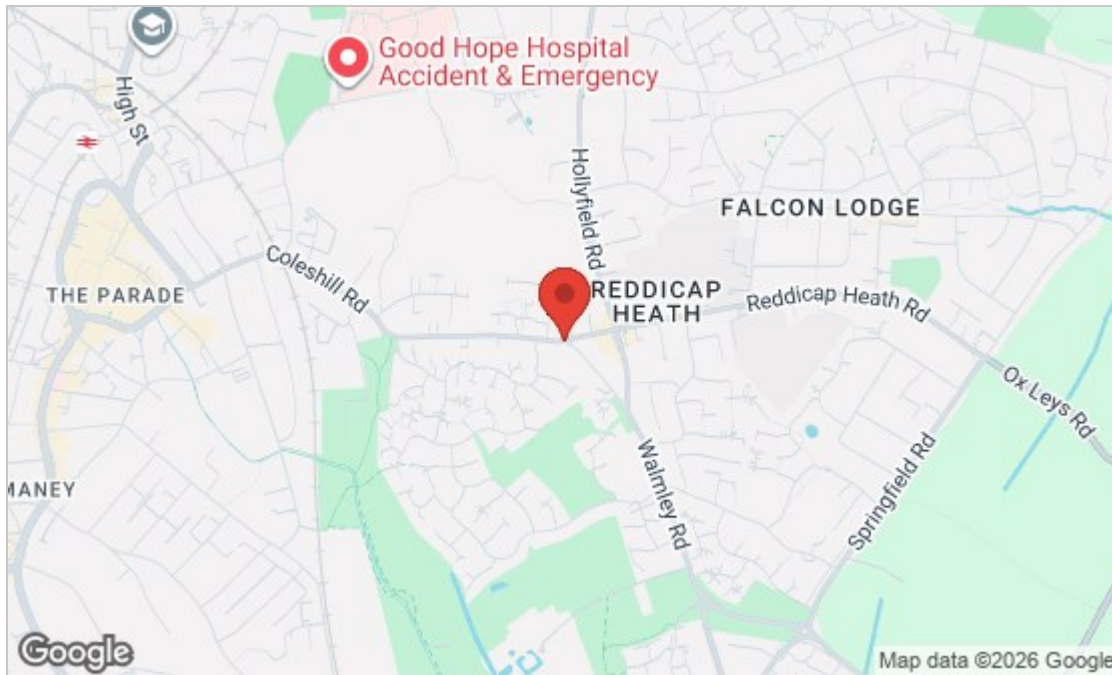 Good Hope Hospital
Accident & Emergency
High St
Hollyfield Rd
FALCON LODGE
Coleshill Rd
THE PARADE
REDDICAP
HEATH
Reddicap Heath Rd
Ox Leys Rd
MANEY
Walmley Rd
Springfield Rd
Google
Map data ©2026 Google